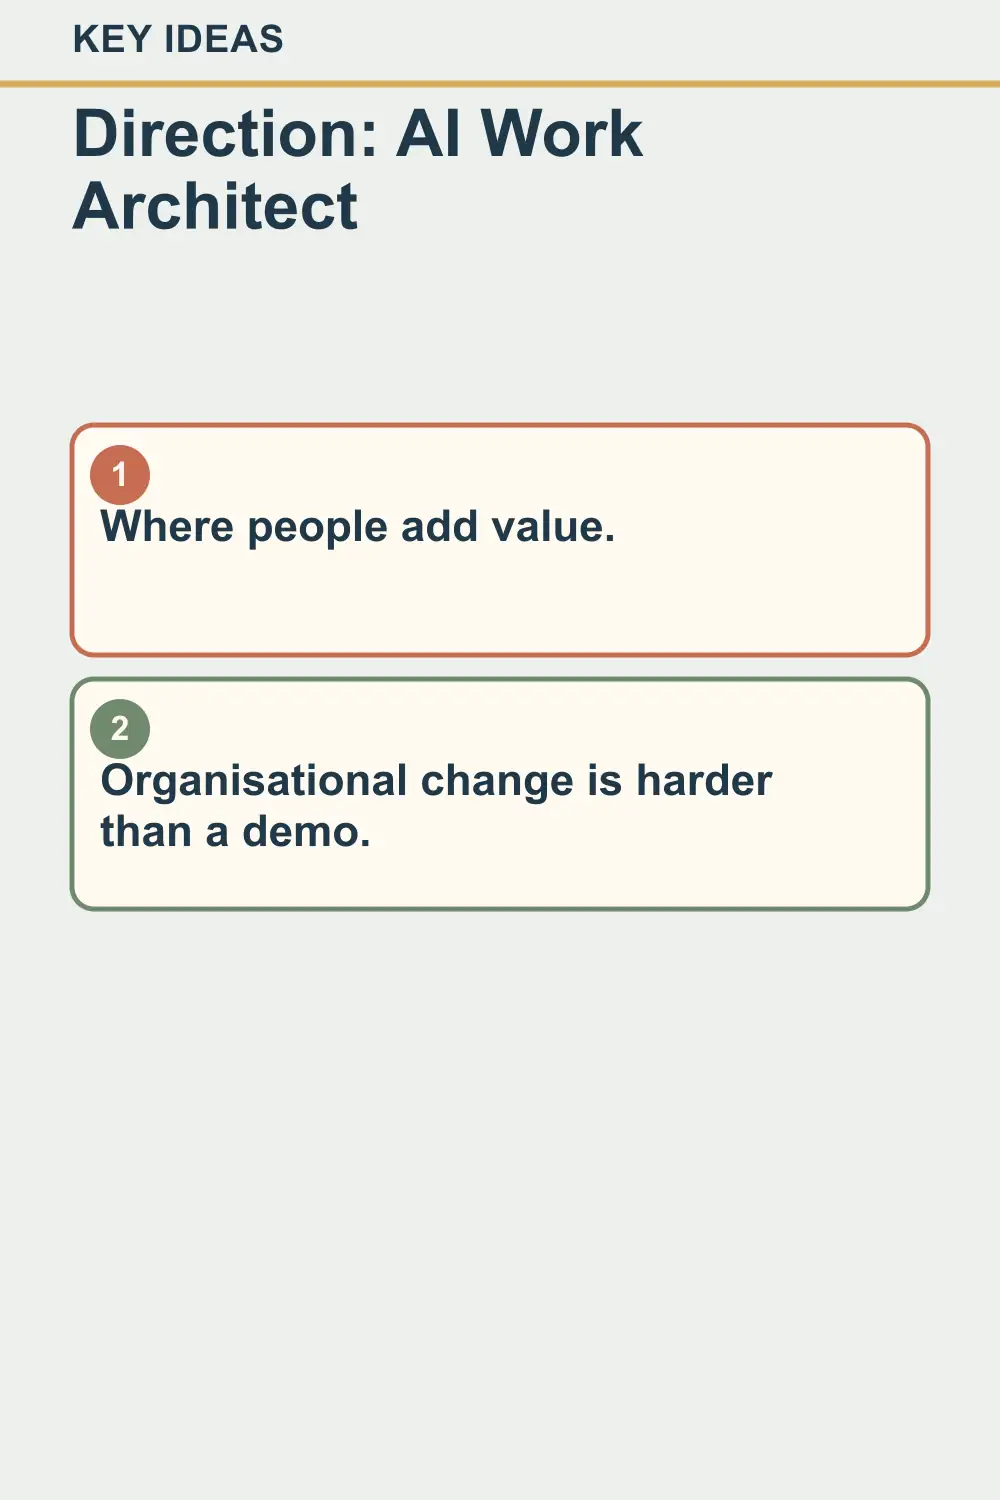 KEY IDEAS
Direction: AI Work
Architect
1
Where people add value.
2
Organisational change is harder
than a demo.